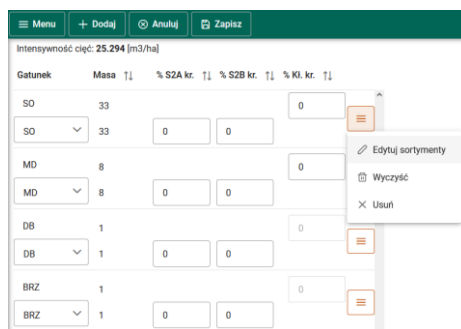 Menu Dodaj Anuluj Zapisz
Intensywność cięć: 25.294 [m3/ha]
Gatunek Masa % S2A kr. % S2B kr. % Kł. kr.
SO 33 0
SO 33 0 0
Edytuj sortymenty
MD 8 0
Wyczyść
MD 8 0 0
Usuń
DB 1 0
DB 1 0 0
BRZ 1 0
BRZ 1 0 0